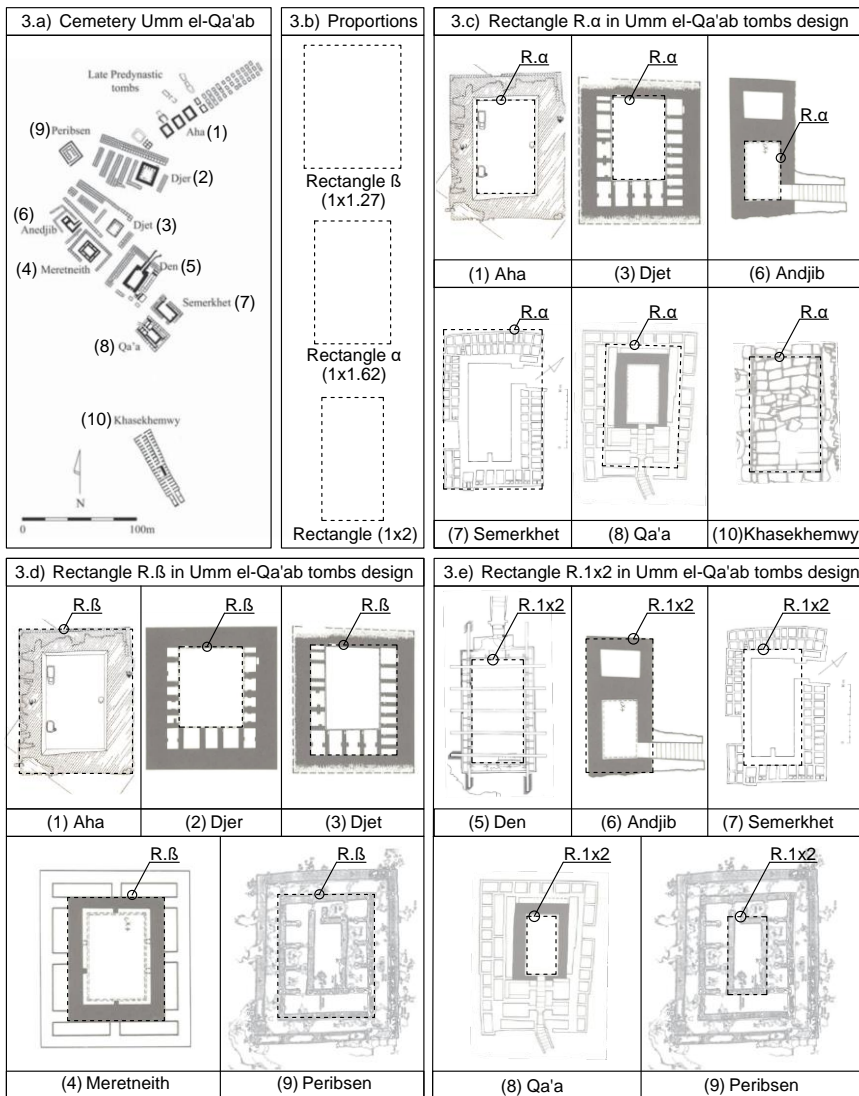 3.a) Cemetery Umm el-Qa'ab
Late Predynastic
tombs
(9)
Peribsen
Aha
(1)
Djer
(2)
(6)
Anedjib
Djet
(3)
(4)
Meretneith
Den
(5)
Semerkhet
(7)
(8)
Qa'a
(10)
Khasekhemwy
N
0
100m
3.b) Proportions
Rectangle ß
(1x1.27)
Rectangle α
(1x1.62)
Rectangle (1x2)
3.c) Rectangle R.α in Umm el-Qa'ab tombs design
R.α
R.α
R.α
(1) Aha
(3) Djet
(6) Andjib
R.α
R.α
R.α
(7) Semerkhet
(8) Qa'a
(10)Khasekhemwy
3.d) Rectangle R.ß in Umm el-Qa'ab tombs design
R.ß
R.ß
R.ß
(1) Aha
(2) Djer
(3) Djet
R.ß
R.ß
(4) Meretneith
(9) Peribsen
3.e) Rectangle R.1x2 in Umm el-Qa'ab tombs design
R.1x2
R.1x2
R.1x2
(5) Den
(6) Andjib
(7) Semerkhet
R.1x2
R.1x2
(8) Qa'a
(9) Peribsen